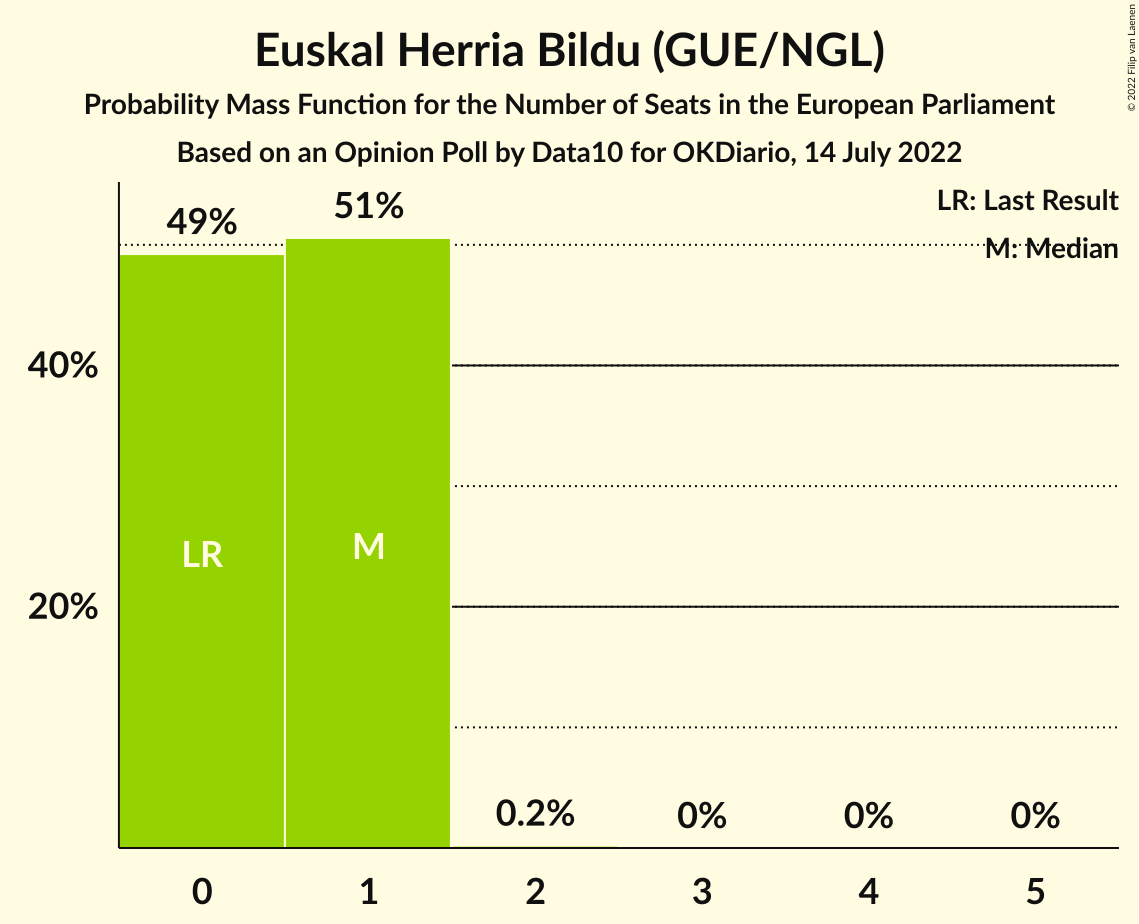 Euskal Herria Bildu (GUE/NGL)
Probability Mass Function for the Number of Seats in the European Parliament
Based on an Opinion Poll by Data10 for OKDiario, 14 July 2022
© 2022 Filip van Laenen
LR: Last Result
M: Median
49%
51%
40%
20%
LR
M
0.2%
0%
0%
0%
0
1
2
3
4
5